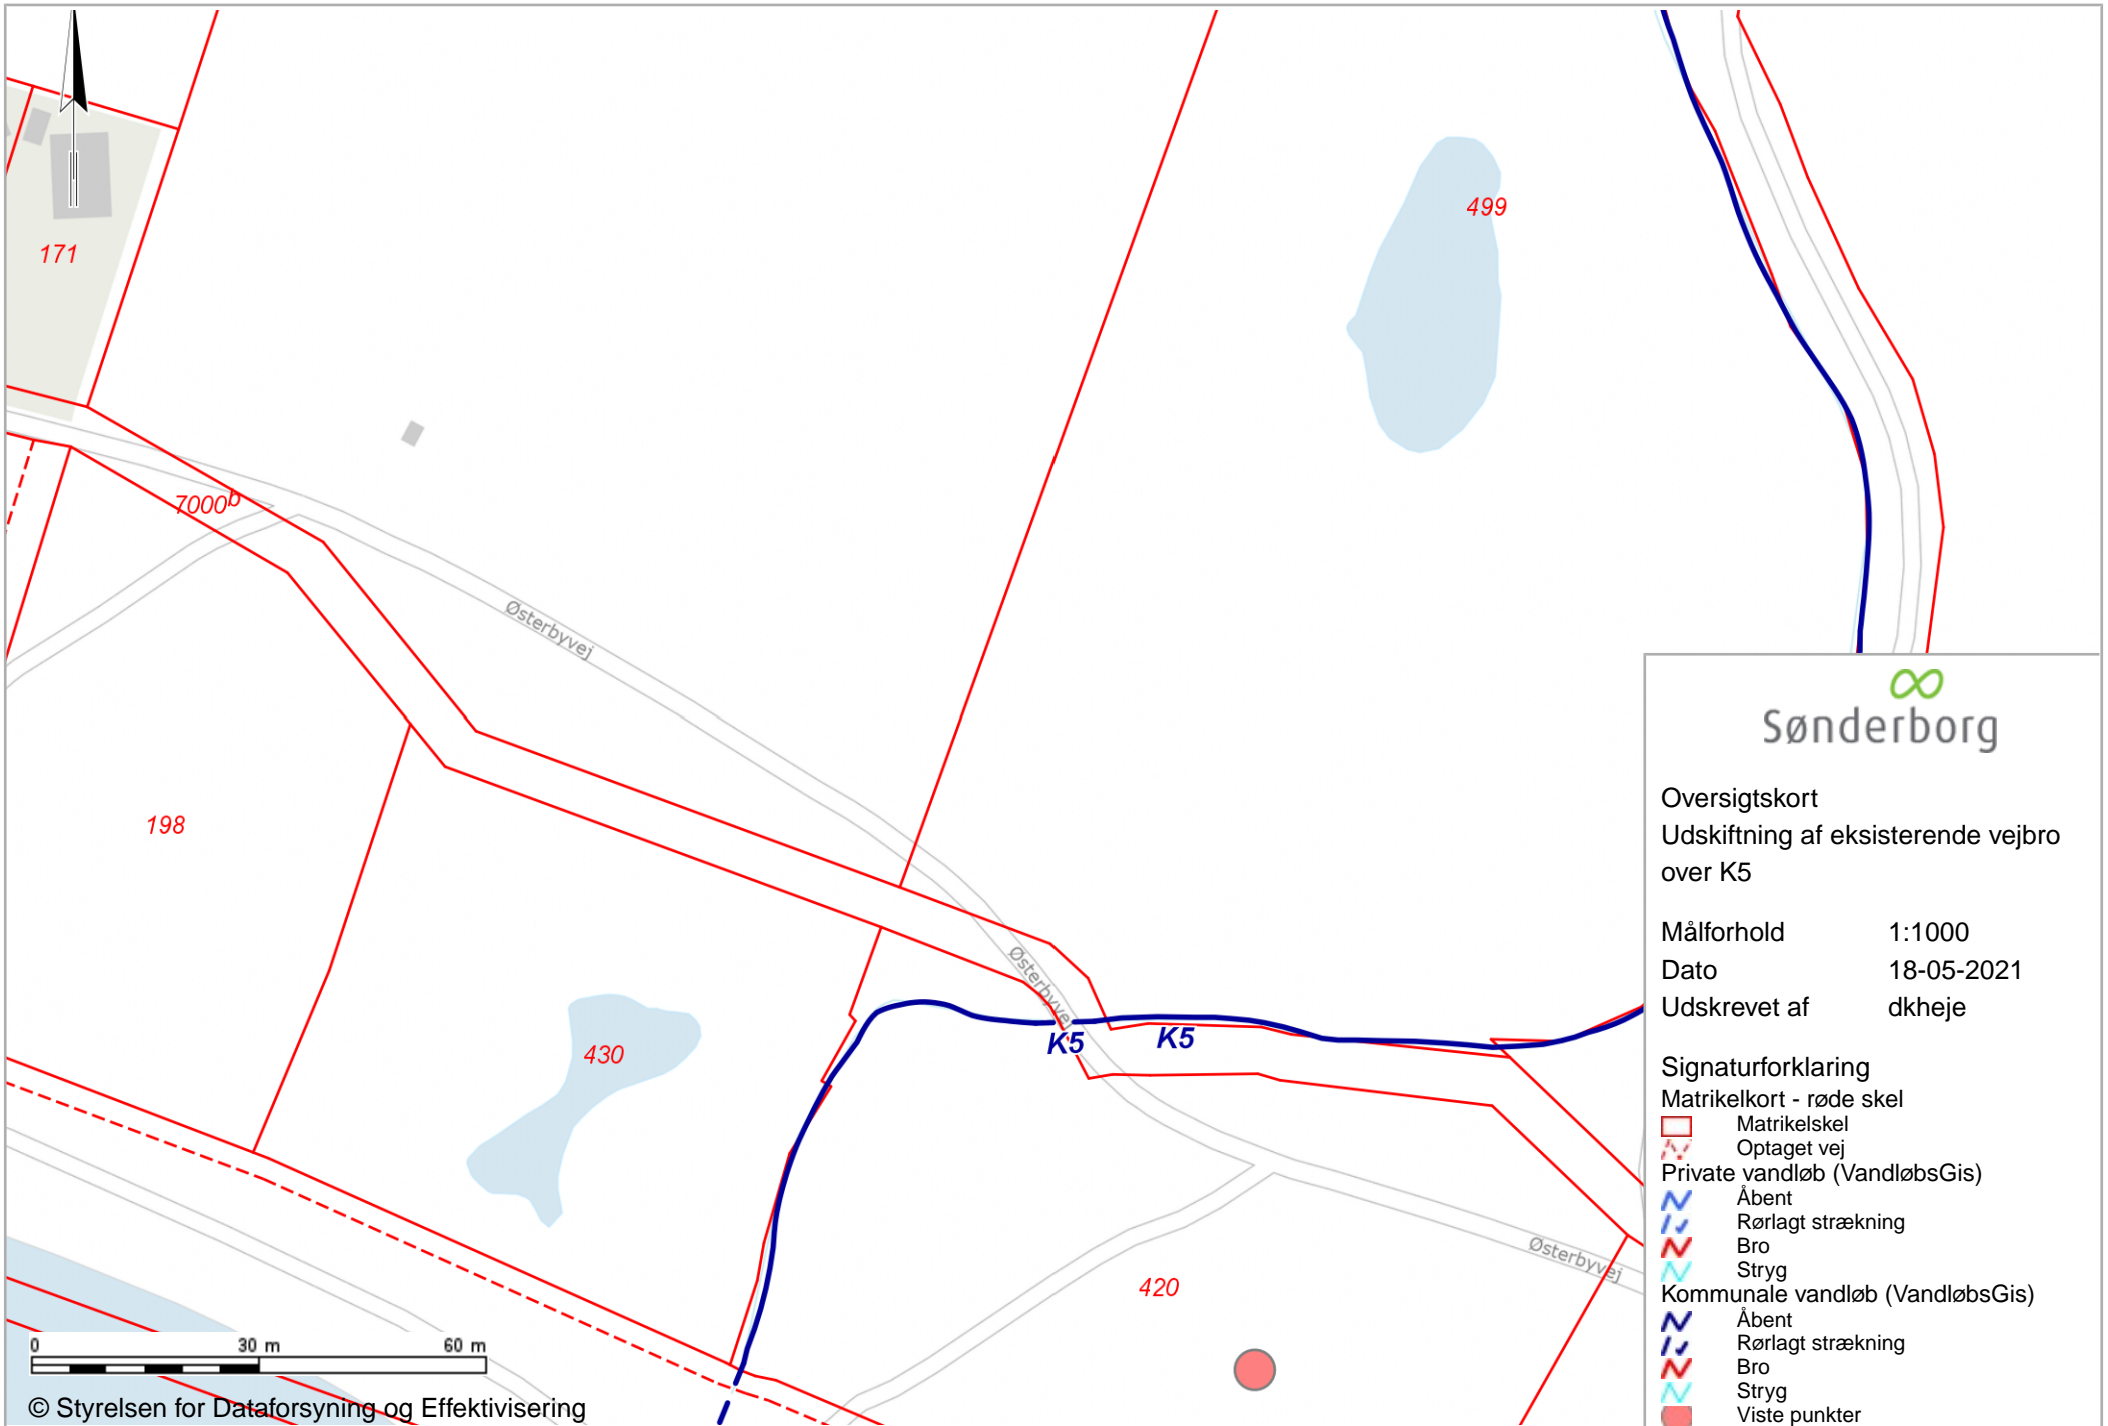 499
171
7000b
Østerbyvej
198
Østerbyvej
K5
K5
430
420
Østerbyvej
0 30 m 60 m
© Styrelsen for Dataforsyning og Effektivisering
Sønderborg
Oversigtskort
Udskiftning af eksisterende vejbro
over K5
Målforhold 1:1000
Dato 18-05-2021
Udskrevet af dkheje
Signaturforklaring
Matrikelkort - røde skel
Matrikelskel
Optaget vej
Private vandløb (VandløbsGis)
Åbent
Rørlagt strækning
Bro
Stryg
Kommunale vandløb (VandløbsGis)
Åbent
Rørlagt strækning
Bro
Stryg
Viste punkter